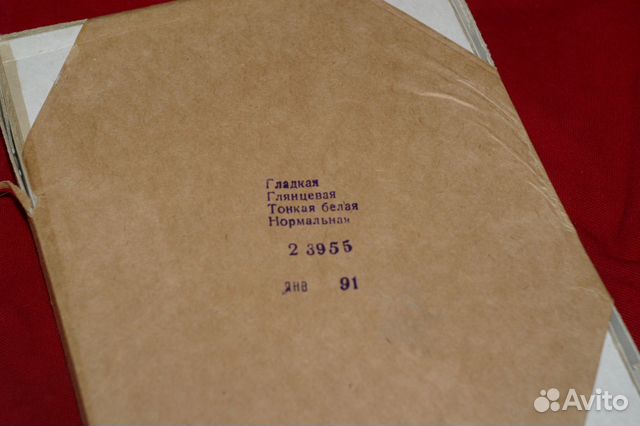 Гладкая
Глянцевая
Тонкая белая
Нормальная
2 3955
ЯНВ 91
Avito